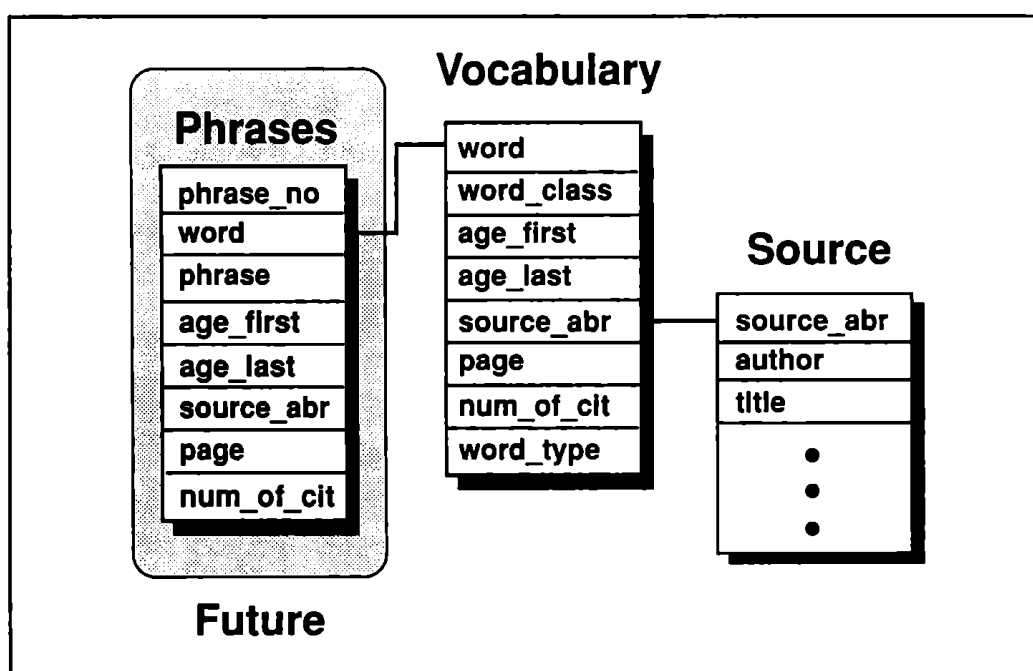 Phrases
phrase_no
word
phrase
age_first
age_last
source_abr
page
num_of_cit
Future
Vocabulary
word
word_class
age_first
age_last
source_abr
page
num_of_cit
word_type
Source
source_abr
author
title